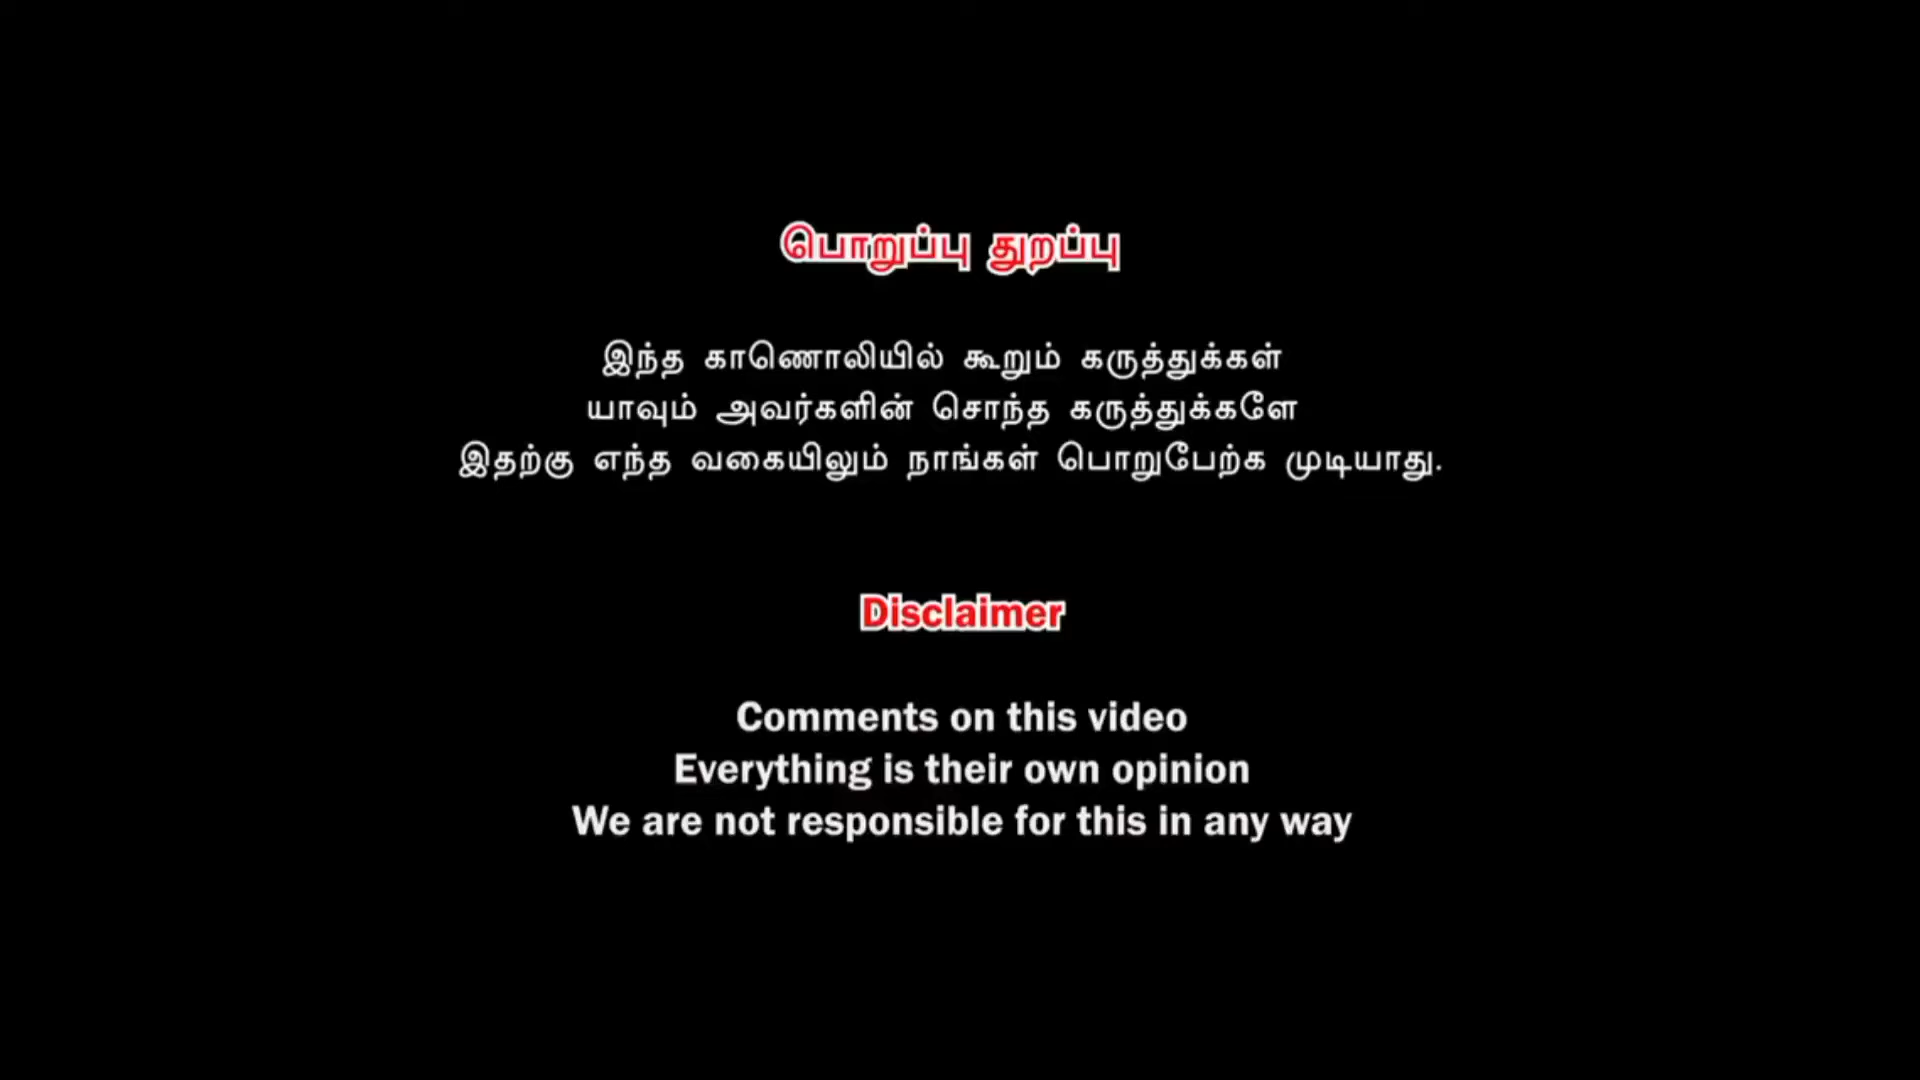 பொறுப்பு துறப்பு
இந்த காணொலியில் கூறும் கருத்துக்கள்
யாவும் அவர்களின் சொந்த கருத்துக்களே
இதற்கு எந்த வகையிலும் நாங்கள் பொறுபேற்க முடியாது.
Disclaimer
Comments on this video
Everything is their own opinion
We are not responsible for this in any way